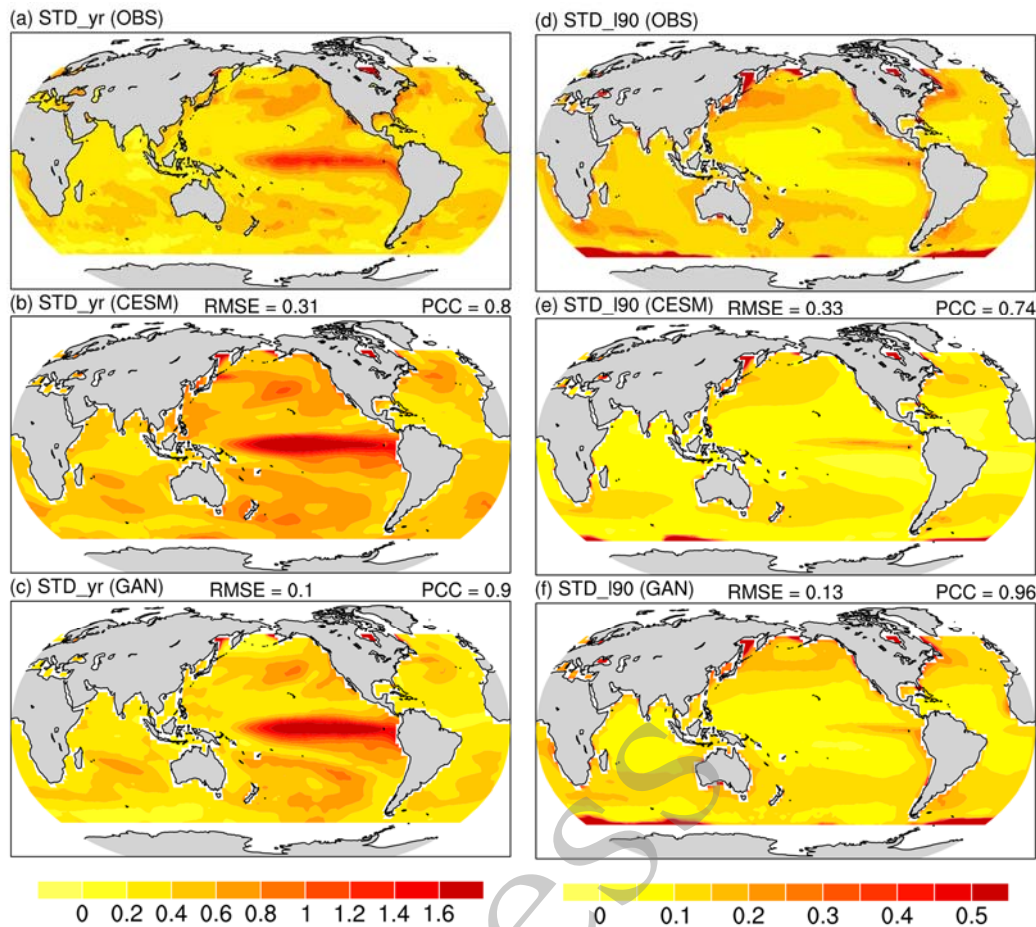 (a) STD_yr (OBS)
(d) STD_l90 (OBS)
(b) STD_yr (CESM) RMSE = 0.31 PCC = 0.8
(e) STD_l90 (CESM) RMSE = 0.33 PCC = 0.74
(c) STD_yr (GAN) RMSE = 0.1 PCC = 0.9
(f) STD_l90 (GAN) RMSE = 0.13 PCC = 0.96
0 0.2 0.4 0.6 0.8 1 1.2 1.4 1.6
0 0.1 0.2 0.3 0.4 0.5
ess